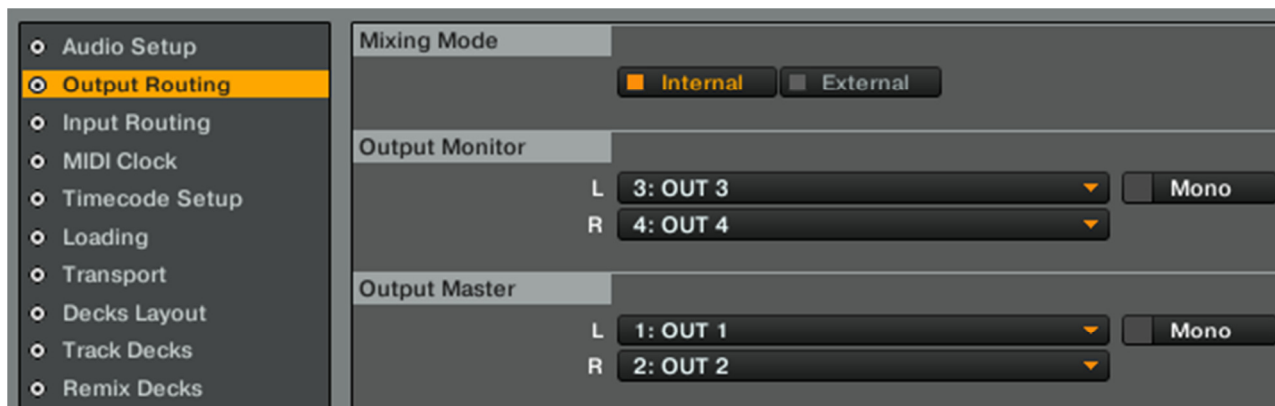 Audio Setup
Output Routing
Input Routing
MIDI Clock
Timecode Setup
Loading
Transport
Decks Layout
Track Decks
Remix Decks
Mixing Mode
Internal External
Output Monitor
L 3: OUT 3 Mono
R 4: OUT 4
Output Master
L 1: OUT 1 Mono
R 2: OUT 2